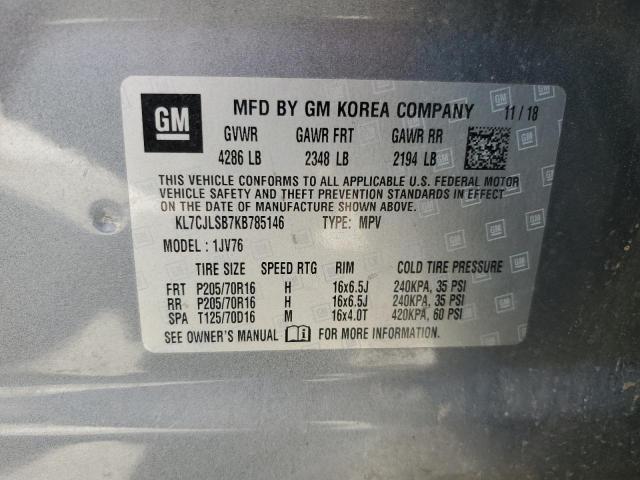 GM MFD BY GM KOREA COMPANY 11/18
GVWR GAWR FRT GAWR RR
4286 LB 2348 LB 2194 LB
THIS VEHICLE CONFORMS TO ALL APPLICABLE U.S. FEDERAL MOTOR
VEHICLE SAFETY AND THEFT PREVENTION STANDARDS IN EFFECT
ON THE DATE OF MANUFACTURE SHOWN ABOVE.
KL7CJLSB7KB785146 TYPE: MPV
MODEL : 1JV76
TIRE SIZE SPEED RTG RIM COLD TIRE PRESSURE
FRT P205/70R16 H 16x6.5J 240KPA, 35 PSI
RR P205/70R16 H 16x6.5J 240KPA, 35 PSI
SPA T125/70D16 M 16x4.0T 420KPA, 60 PSI
SEE OWNER'S MANUAL FOR MORE INFORMATION.